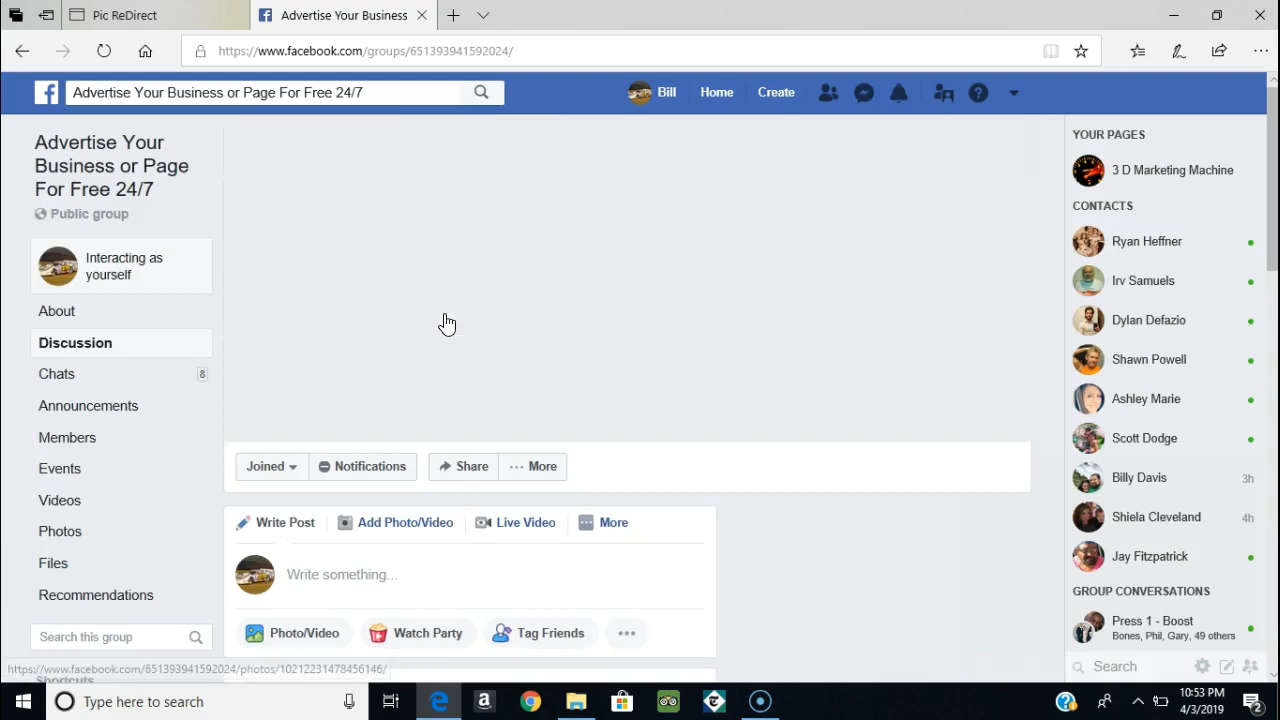 Pic ReDirect
Advertise Your Business
https://www.facebook.com/groups/651393941592024/
Advertise Your Business or Page For Free 24/7
Bill
Home
Create
Advertise Your
Business or Page
For Free 24/7
Public group
Interacting as
yourself
About
Discussion
Chats
8
Announcements
Members
Events
Videos
Photos
Files
Recommendations
Search this group
https://www.facebook.com/651393941592024/photos/10212231478456146/
Shortcuts
Joined
Notifications
Share
More
Write Post
Add Photo/Video
Live Video
More
Write something...
Photo/Video
Watch Party
Tag Friends
YOUR PAGES
3 D Marketing Machine
CONTACTS
Ryan Heffner
Irv Samuels
Dylan Defazio
Shawn Powell
Ashley Marie
Scott Dodge
Billy Davis 3h
Shiela Cleveland 4h
Jay Fitzpatrick
GROUP CONVERSATIONS
Press 1 - Boost
Bones, Phil, Gary, 49 others
Search
Type here to search
10:53 PM
4/3/2019
2